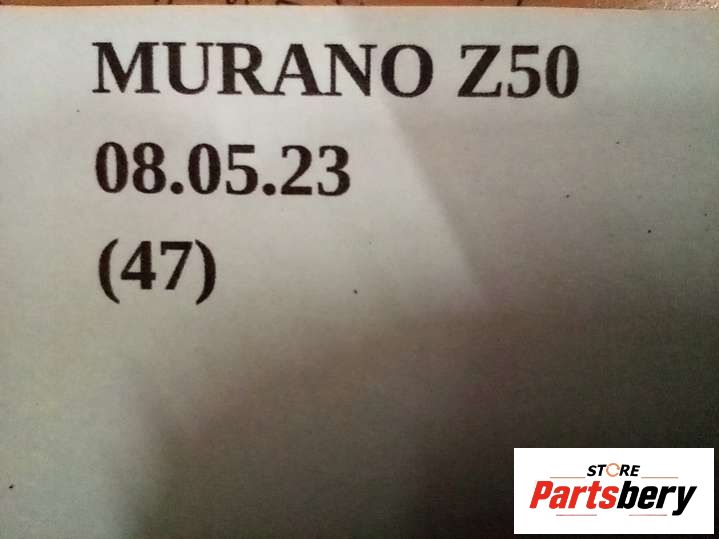 MURANO Z50
08.05.23
(47)
STORE
Partsbery